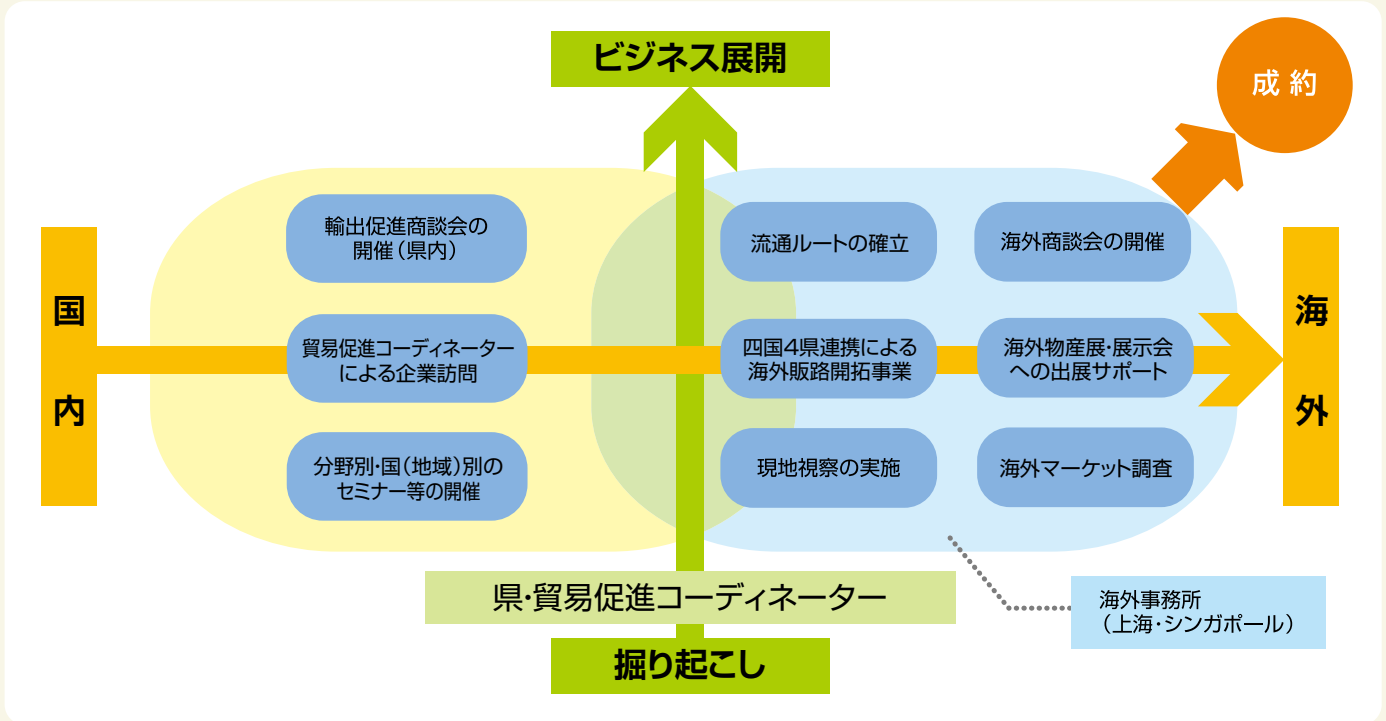 ビジネス展開
成約
輸出促進商談会の
開催（県内）
流通ルートの確立
海外商談会の開催
国内
海外
貿易促進コーディネーター
による企業訪問
四国4県連携による
海外販路開拓事業
海外物産展・展示会
への出展サポート
分野別・国（地域）別の
セミナー等の開催
現地視察の実施
海外マーケット調査
県・貿易促進コーディネーター
海外事務所
（上海・シンガポール）
掘り起こし